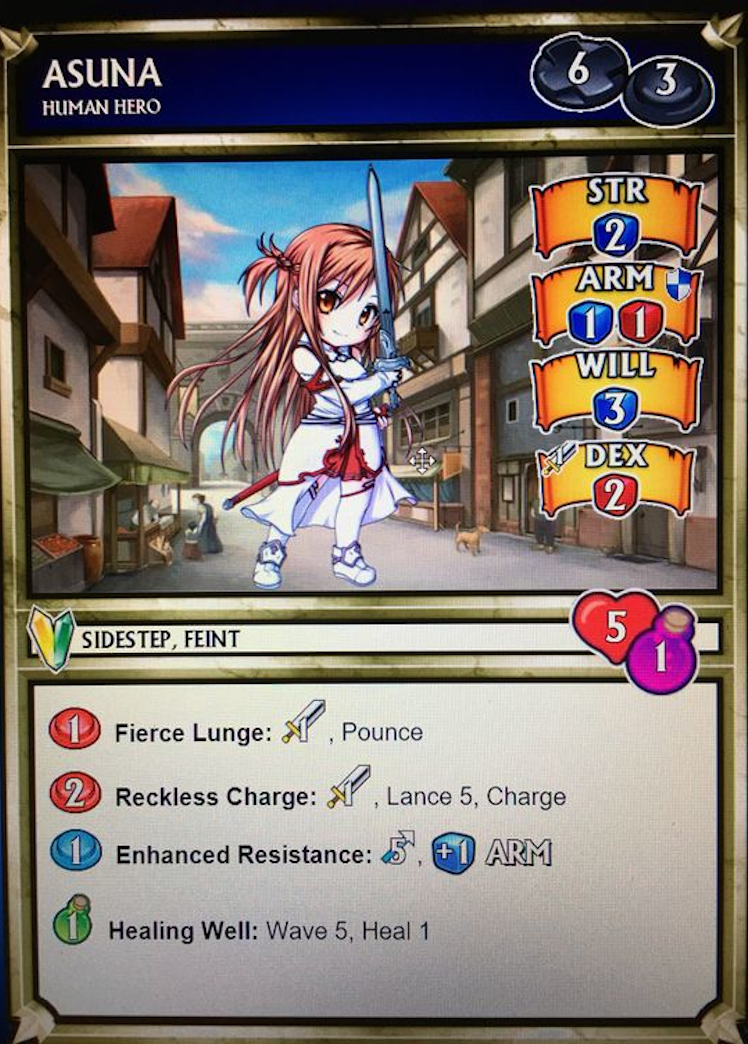 ASUNA
HUMAN HERO
6 3
STR
2
ARM
1 1
WILL
3
DEX
2
SIDESTEP, FEINT
5
1
1 Fierce Lunge: , Pounce
2 Reckless Charge: , Lance 5, Charge
1 Enhanced Resistance: 5, +1 ARM
1 Healing Well: Wave 5, Heal 1